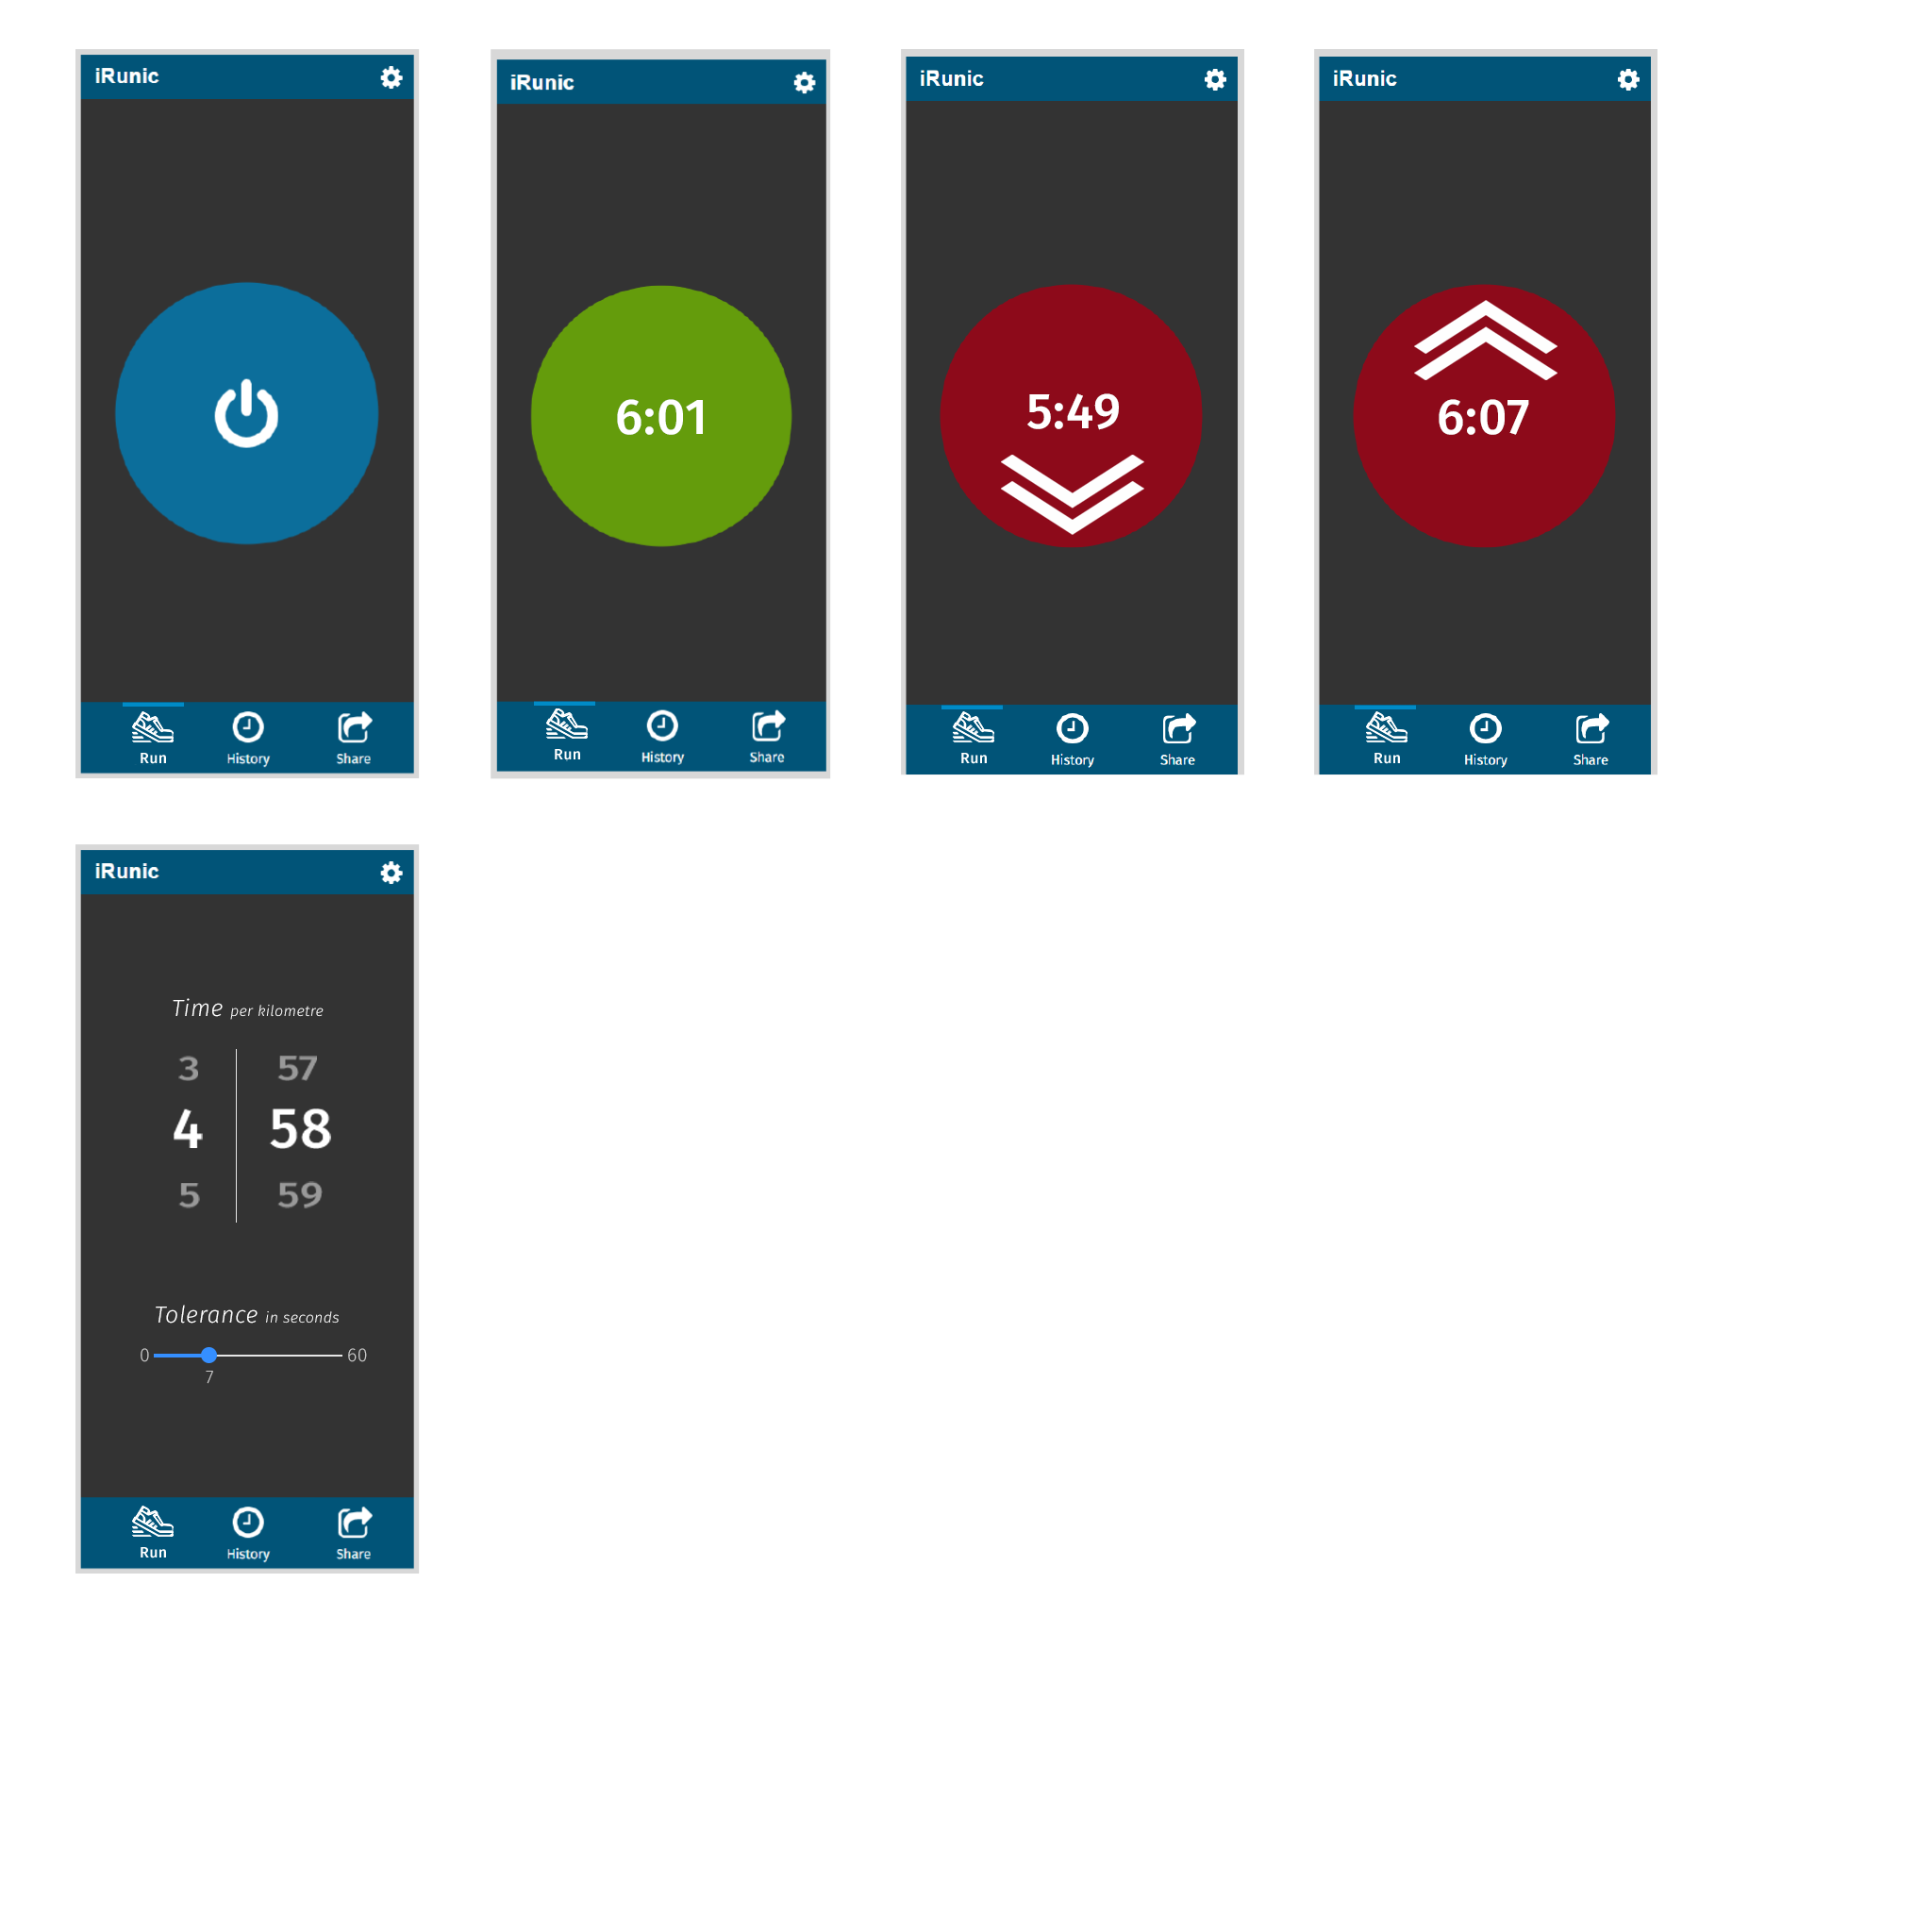 iRunic
Run History Share
iRunic
6:01
Run History Share
iRunic
5:49
Run History Share
iRunic
6:07
Run History Share
iRunic
Time per kilometre
3 57
4 58
5 59
Tolerance in seconds
0 60
7
Run History Share